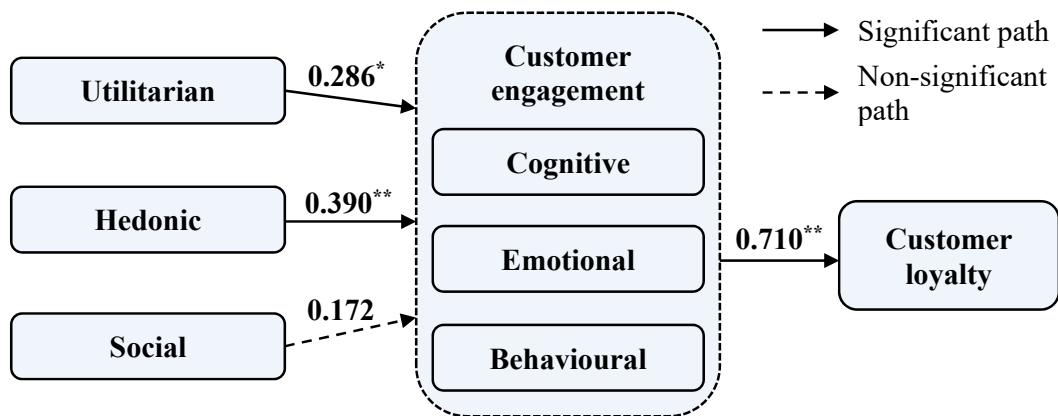 Utilitarian
0.286*
Hedonic
0.390**
Social
0.172
Customer
engagement
Cognitive
Emotional
Behavioural
0.710**
Customer
loyalty
Significant path
Non-significant
path